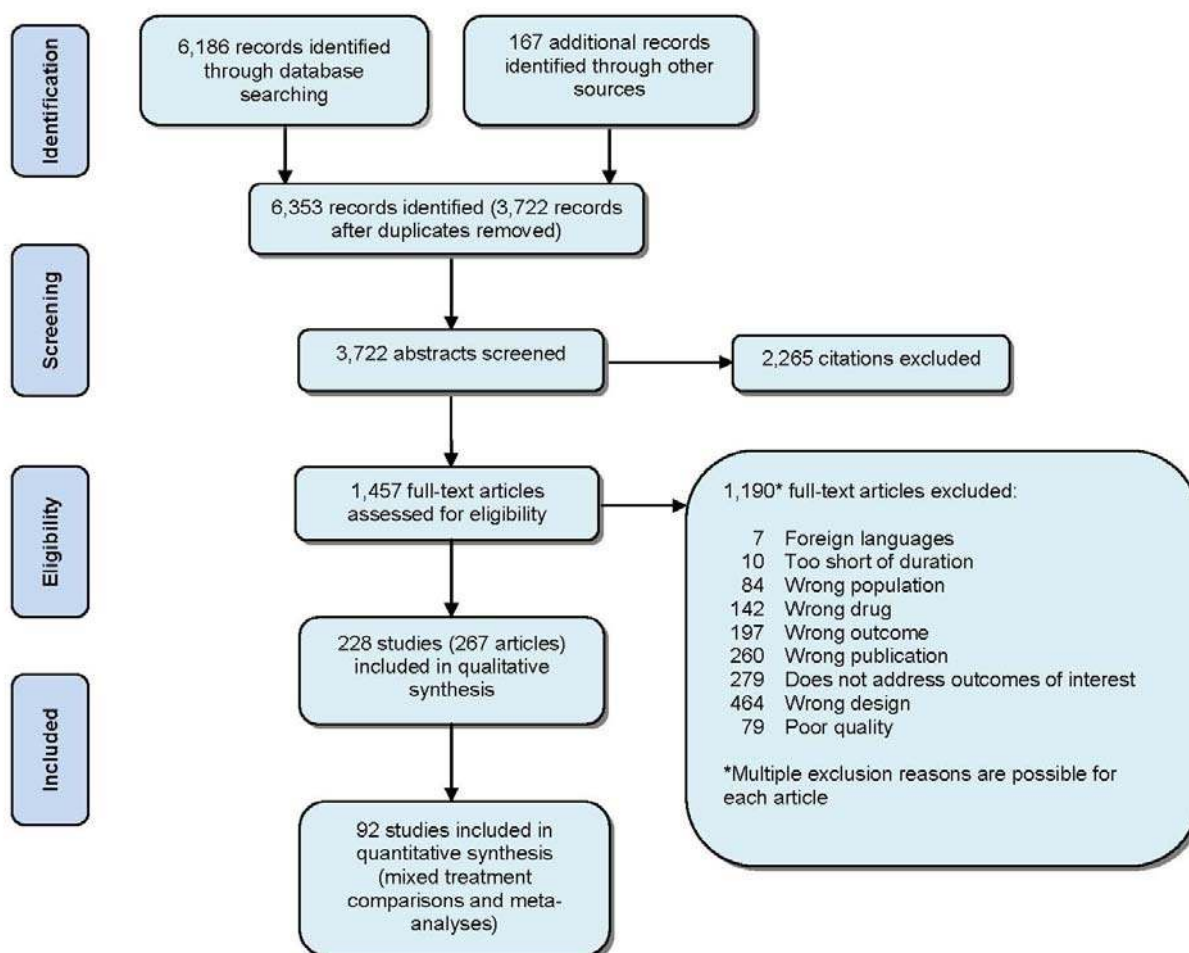 Identification
6,186 records identified
through database
searching
167 additional records
identified through other
sources
6,353 records identified (3,722 records
after duplicates removed)
Screening
3,722 abstracts screened
2,265 citations excluded
Eligibility
1,457 full-text articles
assessed for eligibility
1,190* full-text articles excluded:
7 Foreign languages
10 Too short of duration
84 Wrong population
142 Wrong drug
197 Wrong outcome
260 Wrong publication
279 Does not address outcomes of interest
464 Wrong design
79 Poor quality
*Multiple exclusion reasons are possible for
each article
228 studies (267 articles)
included in qualitative
synthesis
Included
92 studies included in
quantitative synthesis
(mixed treatment
comparisons and meta-
analyses)